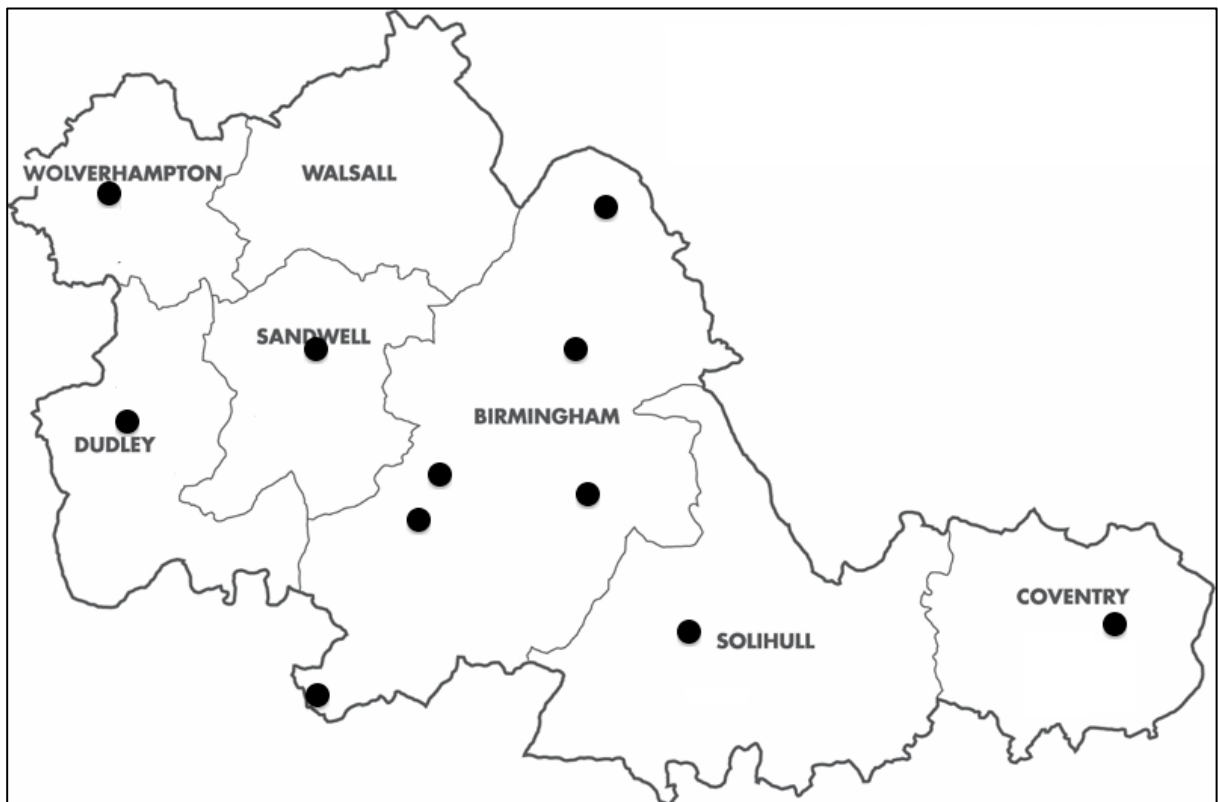 WOLVERHAMPTON
WALSALL
SANDWELL
BIRMINGHAM
DUDLEY
COVENTRY
SOLIHULL